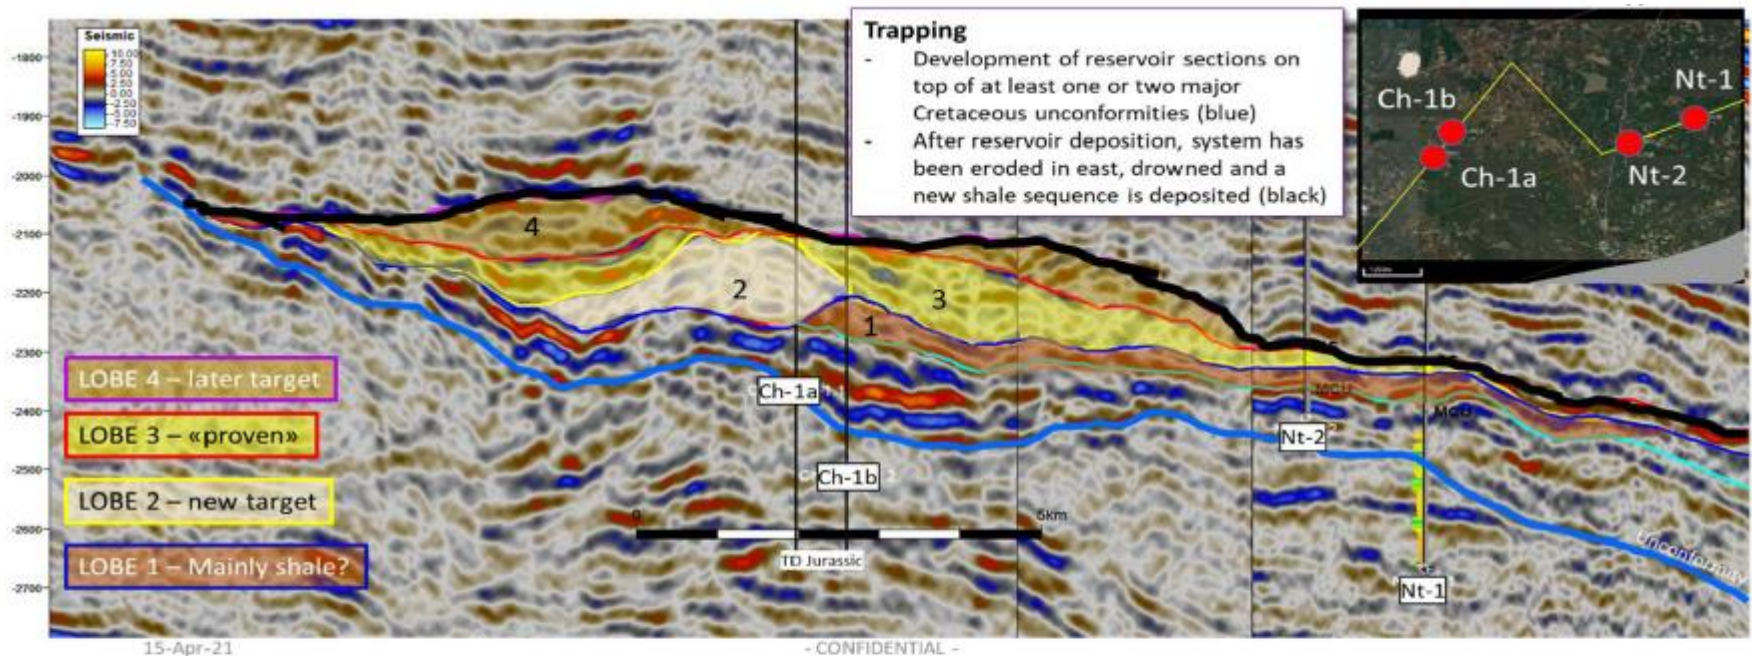 Seismic
10.00
7.50
5.00
2.50
0.00
-2.50
-5.00
-7.50
-1800
-1900
-2000
-2100
-2200
-2300
-2400
-2500
-2600
-2700
Trapping
- Development of reservoir sections on
top of at least one or two major
Cretaceous unconformities (blue)
- After reservoir deposition, system has
been eroded in east, drowned and a
new shale sequence is deposited (black)
Ch-1b
Nt-1
Ch-1a
Nt-2
4
2
3
1
LOBE 4 – later target
LOBE 3 – «proven»
LOBE 2 – new target
LOBE 1 – Mainly shale?
Ch-1a
Ch-1b
MCU
MCU
Nt-2
Nt-1
0
5km
TD Jurassic
Unconformity
15-Apr-21
- CONFIDENTIAL -